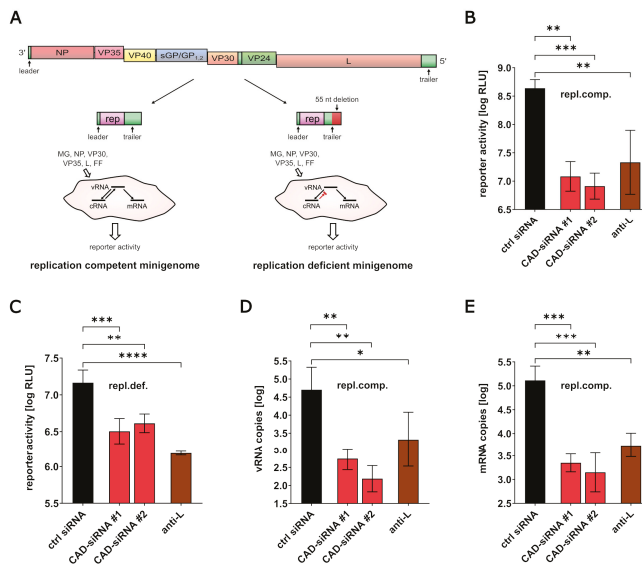 A
3' NP VP35 VP40 sGP/GP1,2 VP30 VP24 L 5'
leader
trailer
55 nt deletion
rep
rep
leader trailer
leader trailer
MG, NP, VP30,
VP35, L, FF
vRNA
cRNA mRNA
reporter activity
replication competent minigenome
MG, NP, VP30,
VP35, L, FF
vRNA
cRNA mRNA
reporter activity
replication deficient minigenome
B
**
***
**
repl.comp.
reporter activity [log RLU]
9.0
8.5
8.0
7.5
7.0
6.5
ctrl siRNA
CAD-siRNA #1
CAD-siRNA #2
anti-L
C
***
**
****
repl.def.
reporteractivity [log RLU]
7.5
7.0
6.5
6.0
5.5
ctrl siRNA
CAD-siRNA #1
CAD-siRNA #2
anti-L
D
**
**
*
repl.comp.
vRNA copies [log]
5.5
5.0
4.5
4.0
3.5
3.0
2.5
2.0
1.5
ctrl siRNA
CAD-siRNA #1
CAD-siRNA #2
anti-L
E
***
***
**
repl.comp.
mRNA copies [log]
5.5
5.0
4.5
4.0
3.5
3.0
2.5
ctrl siRNA
CAD-siRNA #1
CAD-siRNA #2
anti-L